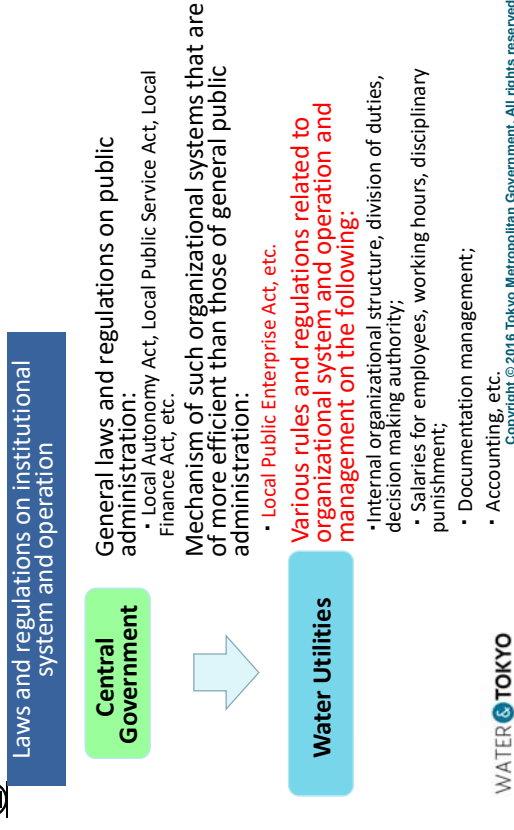 Laws and regulations on institutional
system and operation
Central
Government
General laws and regulations on public
administration:
・Local Autonomy Act, Local Public Service Act, Local
Finance Act, etc.
Mechanism of such organizational systems that are
of more efficient than those of general public
administration:
・Local Public Enterprise Act, etc.
Water Utilities
Various rules and regulations related to
organizational system and operation and
management on the following:
・Internal organizational structure, division of duties,
decision making authority;
・Salaries for employees, working hours, disciplinary
punishment;
・Documentation management;
・Accounting, etc.
WATER & TOKYO
Copyright © 2016 Tokyo Metropolitan Government. All rights reserved